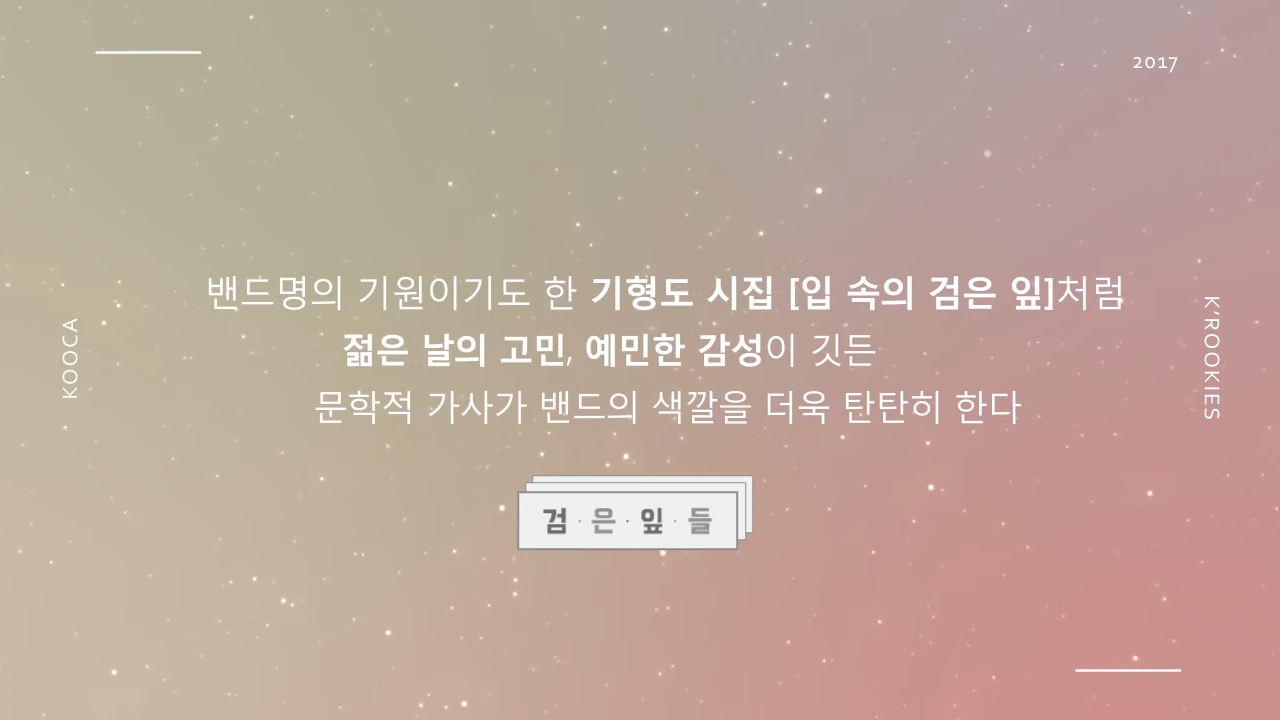 2017
밴드명의 기원이기도 한 기형도 시집 [입 속의 검은 잎]처럼
젊은 날의 고민, 예민한 감성이 깃든
문학적 가사가 밴드의 색깔을 더욱 탄탄히 한다
검·은·잎·들
KOOCA
K'ROOKIES